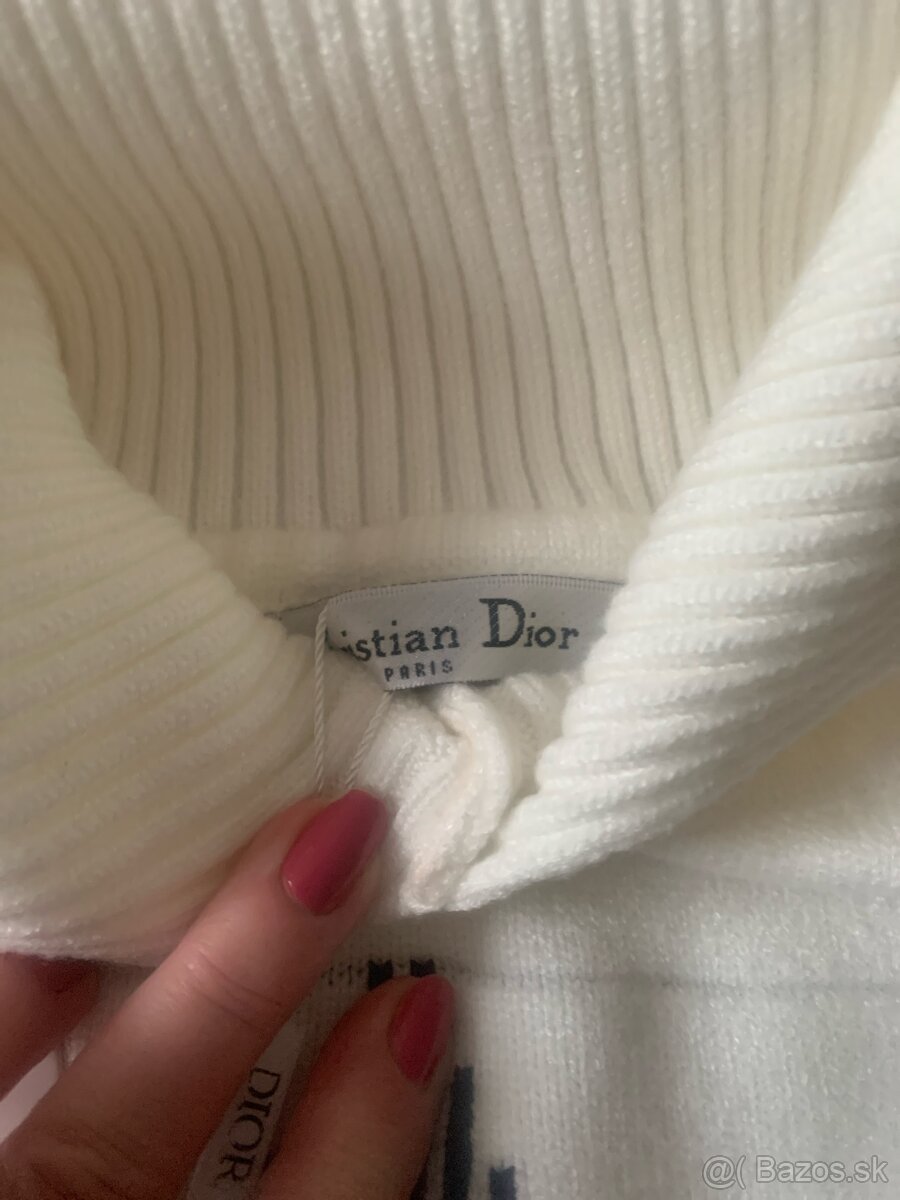 istian Dior
PARIS
DIOR
@( Bazos.sk